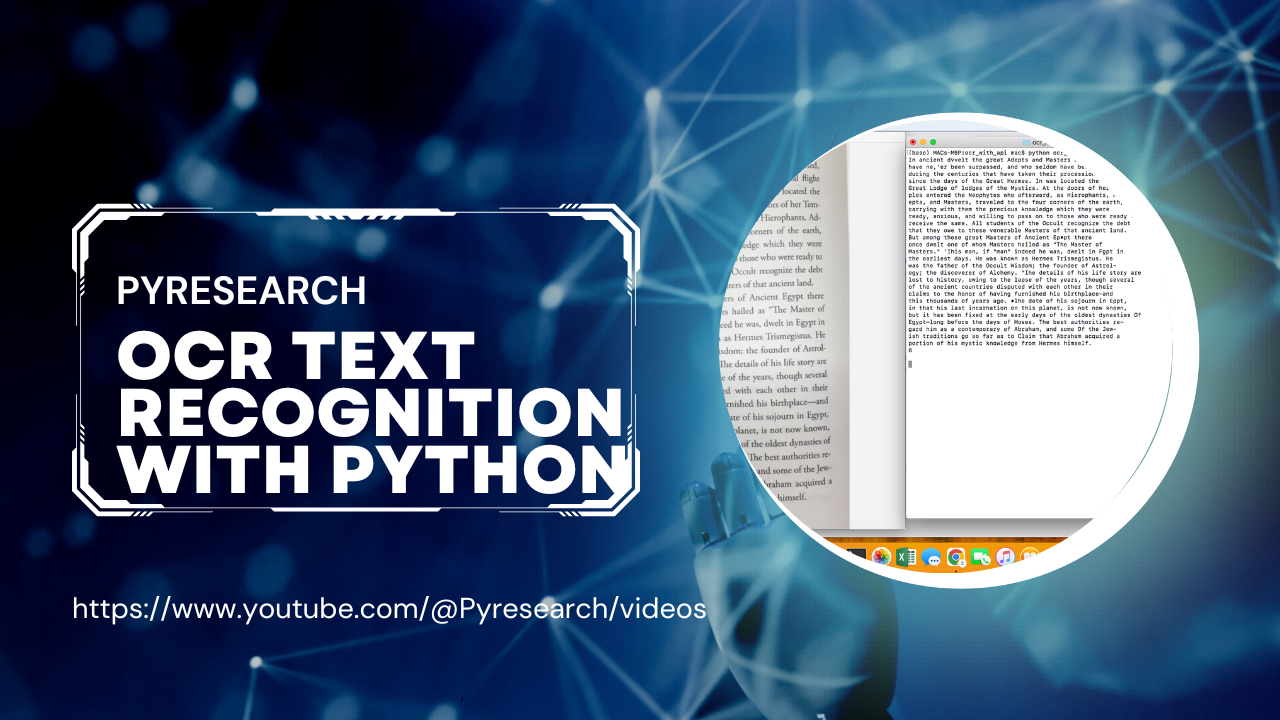 PYRESEARCH
OCR TEXT
RECOGNITION
WITH PYTHON
https://www.youtube.com/@Pyresearch/videos
al flight
located the
ors of her Tem-
Hierophants, Ad-
orners of the earth,
edge which they were
those who were ready to
Occult recognize the debt
ters of that ancient land.
ers of Ancient Egypt there
s hailed as "The Master of
eed he was, dwelt in Egypt in
as Hermes Trismegistus. He
isdom; the founder of Astrol-
The details of his life story are
e of the years, though several
d with each other in their
rnished his birthplace—and
ate of his sojourn in Egypt,
planet, is not now known,
of the oldest dynasties of
The best authorities re-
and some of the Jew-
braham acquired a
himself.
(base) MACs-MBP:ocr_with_api mac$ python ocr_
In ancient dvvelt the great Adepts and Masters
have ne,'er been surpassed, and who seldom have be
during the centuries that have taken their processio
since the days of the Great Hermes. In was located the
Great Lodge of lodges of the Mystics. At the doors of he
ples entered the Neophytes who afterward, as Hierophants,
epts, and Masters, traveled to the four corners of the earth,
carrying with them the precious knowledge which they were
ready, anxious, and willing to pass on to those who were ready
receive the same. All students of the Occult recognize the debt
that they owe to these venerable Masters of that ancient land.
But among these great Masters of Ancient Ep•pt there
once dwelt one of whom Masters hailed as "The Master of
Masters." 'Ihis man, if "man" indeed he was, dwelt in Fgpt in
the earliest days. He was known as Hermes Trismegistus. He
was the father of the Occult Wisdom; the founder of Astrol-
ogy; the discoverer of Alchemy. "Ihe details of his life story are
lost to history, owing to the lapse of the years, though several
of the ancient countries disputed with each other in their
claims to the honor of having furnished his birthplace—and
this thousands of years ago. •Ihe date of his sojourn in Eppt,
in that his last incarnation on this planet, is not now known,
but it has been fixed at the early days of the oldest dynasties Of
Egypt—long before the days of Moses. The best authorities re-
gard him as a contemporary of Abraham, and some Of the Jew-
ish traditions go so far as to Claim that Abraham acquired a
portion of his mystic knowledge from Hermes himself.